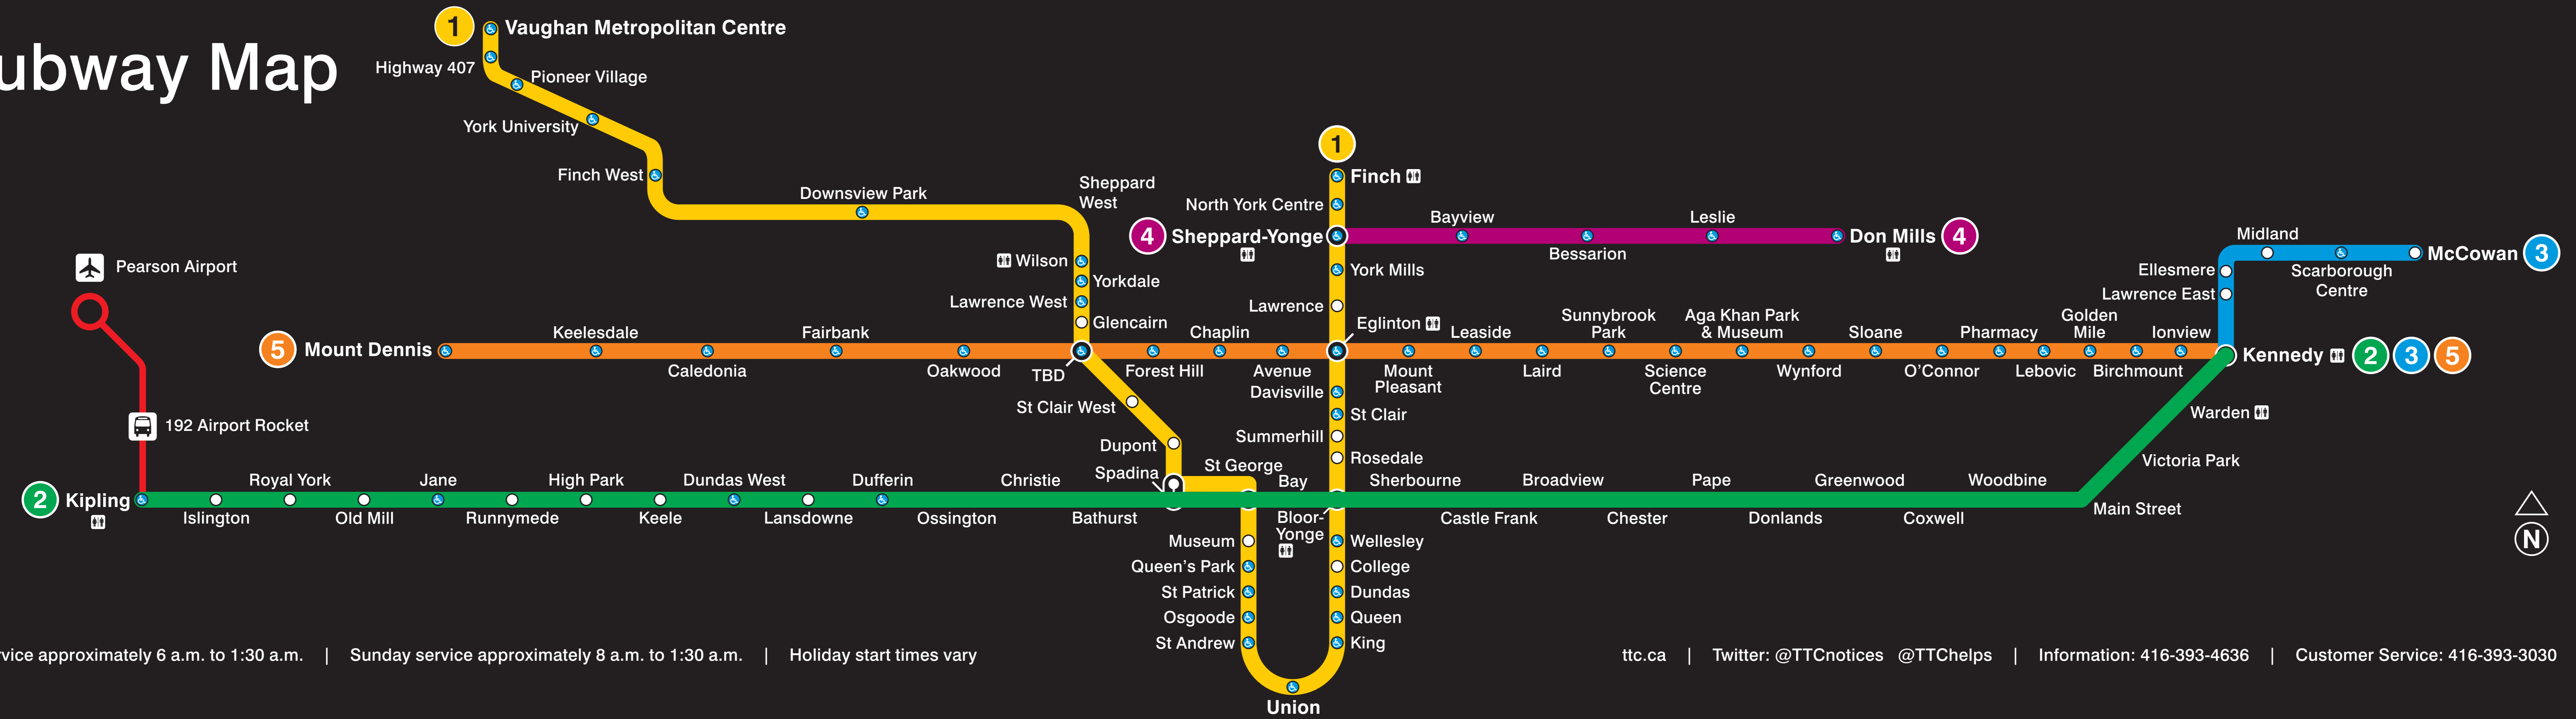 ubway Map
1 Vaughan Metropolitan Centre
Highway 407
Pioneer Village
York University
Finch West
Downsview Park
Sheppard
West
Wilson
Yorkdale
Lawrence West
Glencairn
1
Finch
North York Centre
4 Sheppard-Yonge
Bayview
Bessarion
Leslie
Don Mills 4
York Mills
Lawrence
Eglinton
Pearson Airport
192 Airport Rocket
5 Mount Dennis
Keelesdale
Caledonia
Fairbank
Oakwood
TBD
Forest Hill
Chaplin
Avenue
Mount
Pleasant
Leaside
Laird
Sunnybrook
Park
Science
Centre
Aga Khan Park
& Museum
Wynford
Sloane
O'Connor
Pharmacy
Lebovic
Golden
Mile
Birchmount
Ionview
Kennedy 2 3 5
Lawrence East
Ellesmere
Midland
Scarborough
Centre
McCowan 3
Davisville
St Clair
Summerhill
Rosedale
St Clair West
Dupont
Spadina
St George
2 Kipling
Islington
Royal York
Old Mill
Jane
Runnymede
High Park
Keele
Dundas West
Lansdowne
Dufferin
Ossington
Christie
Bathurst
Bay
Bloor-
Yonge
Sherbourne
Castle Frank
Broadview
Chester
Pape
Donlands
Greenwood
Coxwell
Woodbine
Main Street
Victoria Park
Warden
Museum
Queen's Park
St Patrick
Osgoode
St Andrew
Union
Wellesley
College
Dundas
Queen
King
N
rvice approximately 6 a.m. to 1:30 a.m. | Sunday service approximately 8 a.m. to 1:30 a.m. | Holiday start times vary
ttc.ca | Twitter: @TTCnotices @TTChelps | Information: 416-393-4636 | Customer Service: 416-393-3030